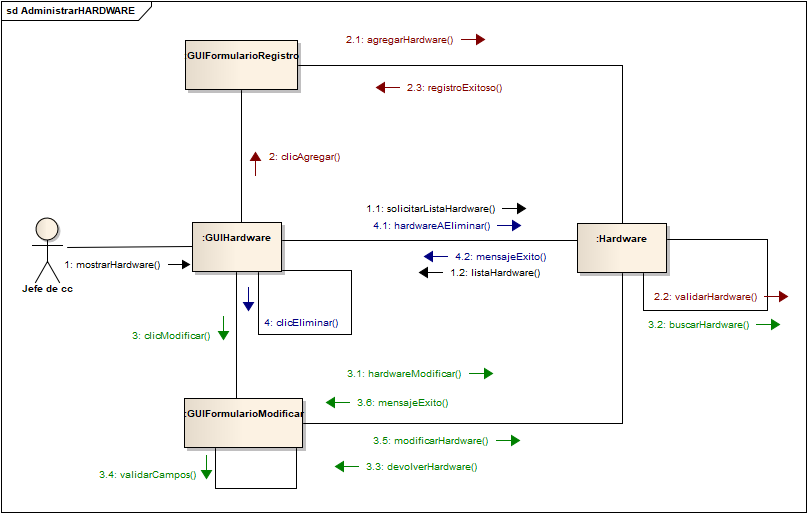 sd AdministrarHARDWARE
2.1: agregarHardware()
:GUIFormularioRegistro
2.3: registroExitoso()
2: clicAgregar()
1.1: solicitarListaHardware()
4.1: hardwareAEliminar()
:GUIHardware
:Hardware
4.2: mensajeExito()
1: mostrarHardware()
1.2: listaHardware()
Jefe de cc
2.2: validarHardware()
4: clicEliminar()
3.2: buscarHardware()
3: clicModificar()
3.1: hardwareModificar()
3.6: mensajeExito()
:GUIFormularioModificar
3.5: modificarHardware()
3.3: devolverHardware()
3.4: validarCampos()